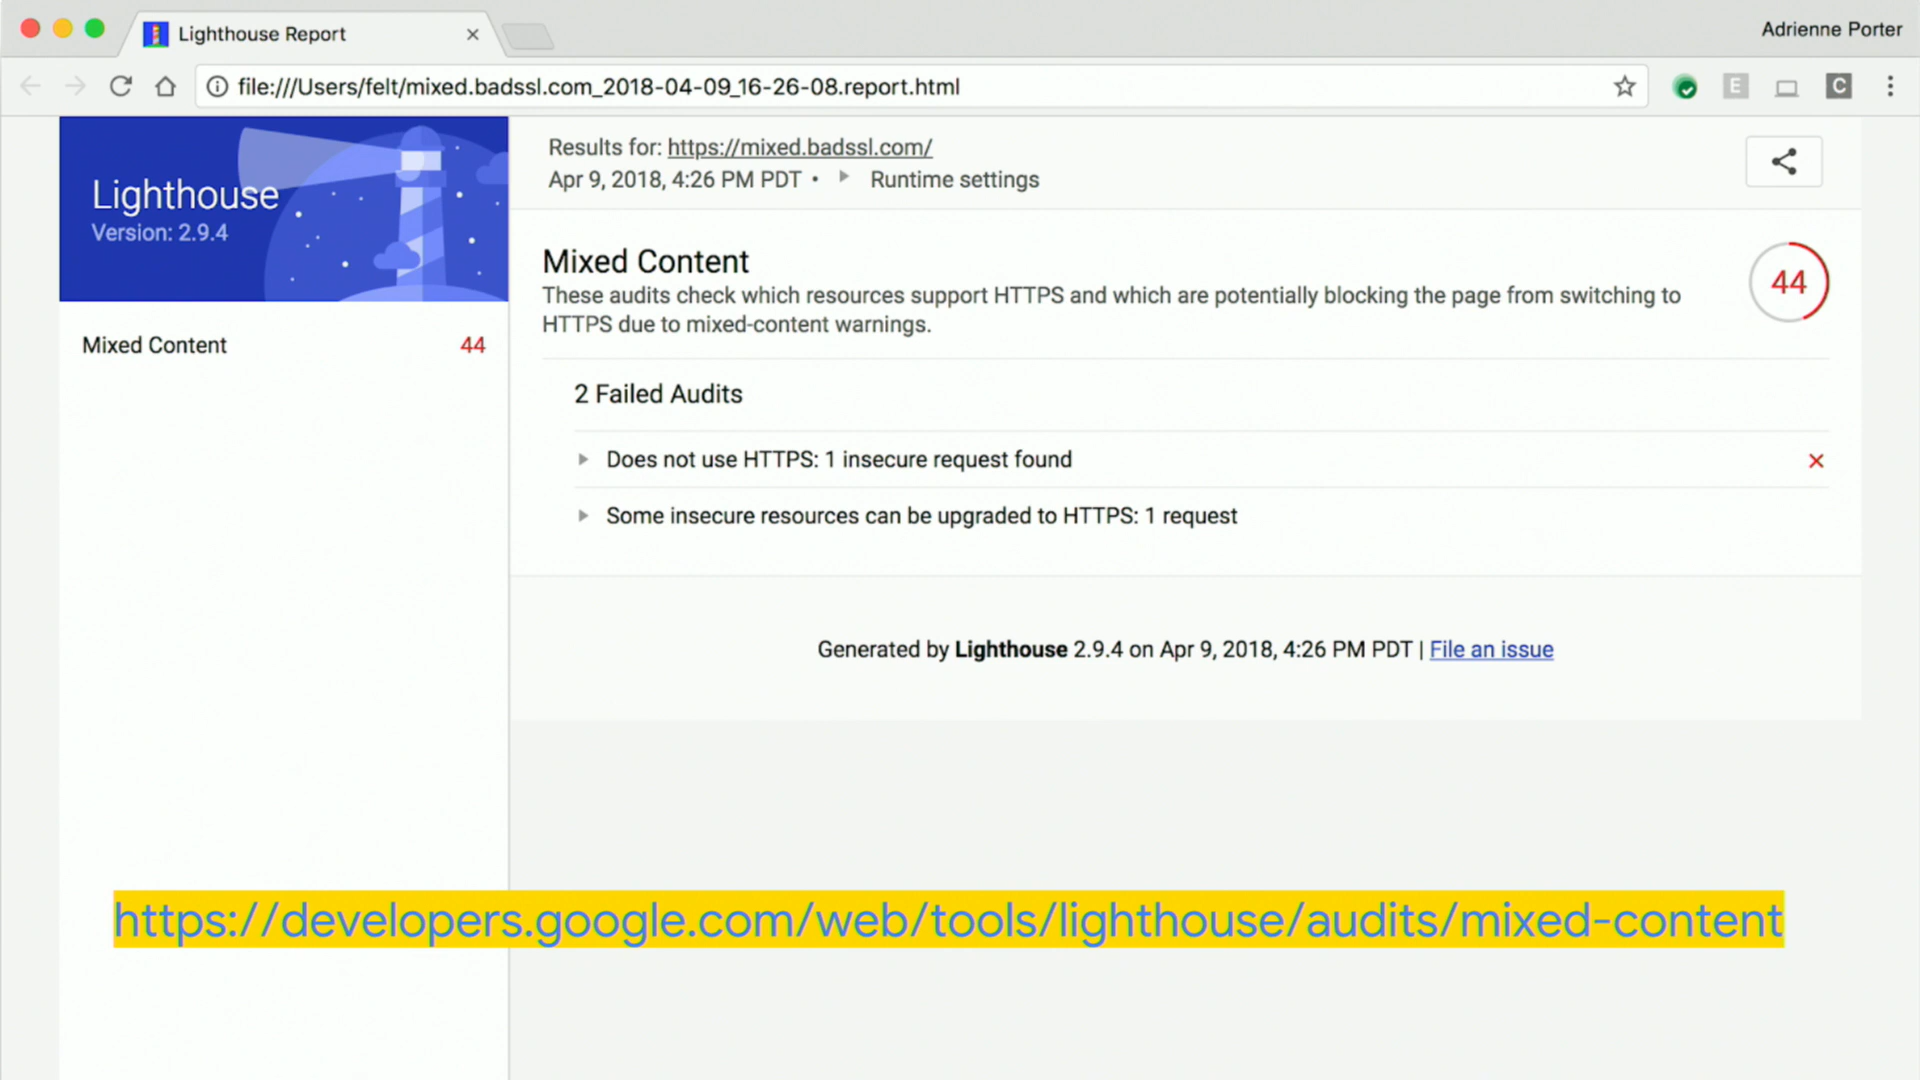 Lighthouse Report
Adrienne Porter
file:///Users/felt/mixed.badssl.com_2018-04-09_16-26-08.report.html
E
C
Lighthouse
Version: 2.9.4
Mixed Content 44
Results for: https://mixed.badssl.com/
Apr 9, 2018, 4:26 PM PDT • Runtime settings
Mixed Content
44
These audits check which resources support HTTPS and which are potentially blocking the page from switching to
HTTPS due to mixed-content warnings.
2 Failed Audits
Does not use HTTPS: 1 insecure request found
Some insecure resources can be upgraded to HTTPS: 1 request
Generated by Lighthouse 2.9.4 on Apr 9, 2018, 4:26 PM PDT | File an issue
https://developers.google.com/web/tools/lighthouse/audits/mixed-content